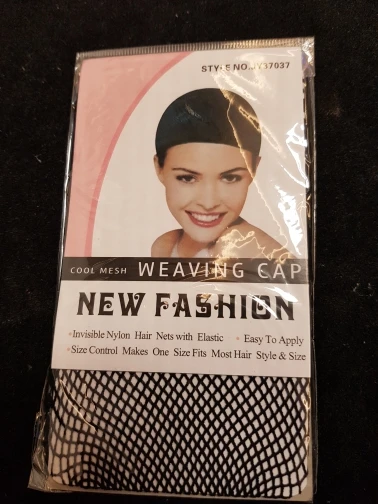 STYLE NO.NY37037
COOL MESH WEAVING CAP
NEW FASHION
•Invisible Nylon Hair Nets with Elastic • Easy To Apply
•Size Control Makes One Size Fits Most Hair Style & Size